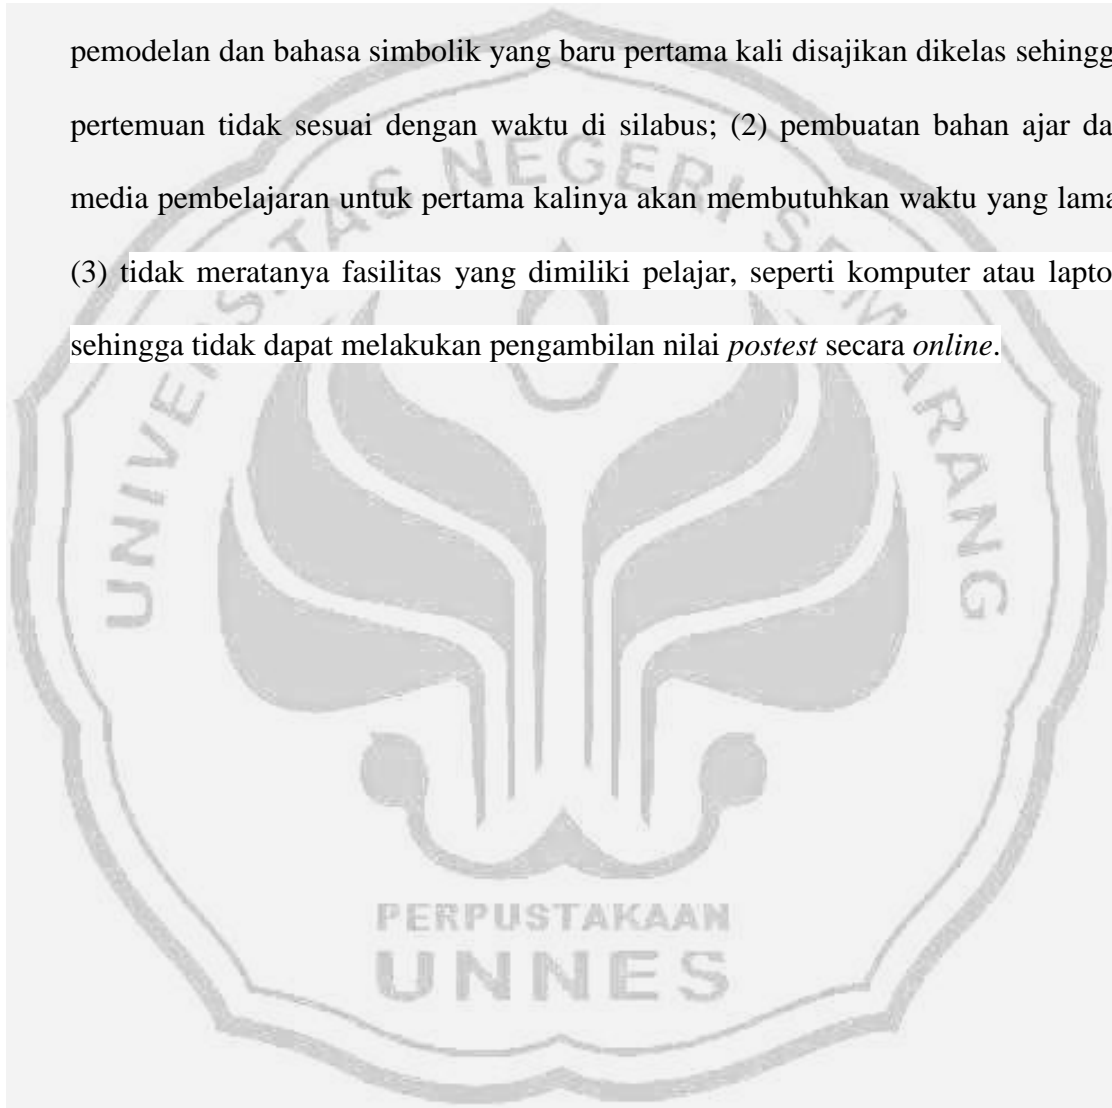 pemodelan dan bahasa simbolik yang baru pertama kali disajikan dikelas sehingg
pertemuan tidak sesuai dengan waktu di silabus; (2) pembuatan bahan ajar da
media pembelajaran untuk pertama kalinya akan membutuhkan waktu yang lama
(3) tidak meratanya fasilitas yang dimiliki pelajar, seperti komputer atau lapto
sehingga tidak dapat melakukan pengambilan nilai postest secara online.
UNIVERSITAS NEGERI SEMARANG
PERPUSTAKAAN
UNNES